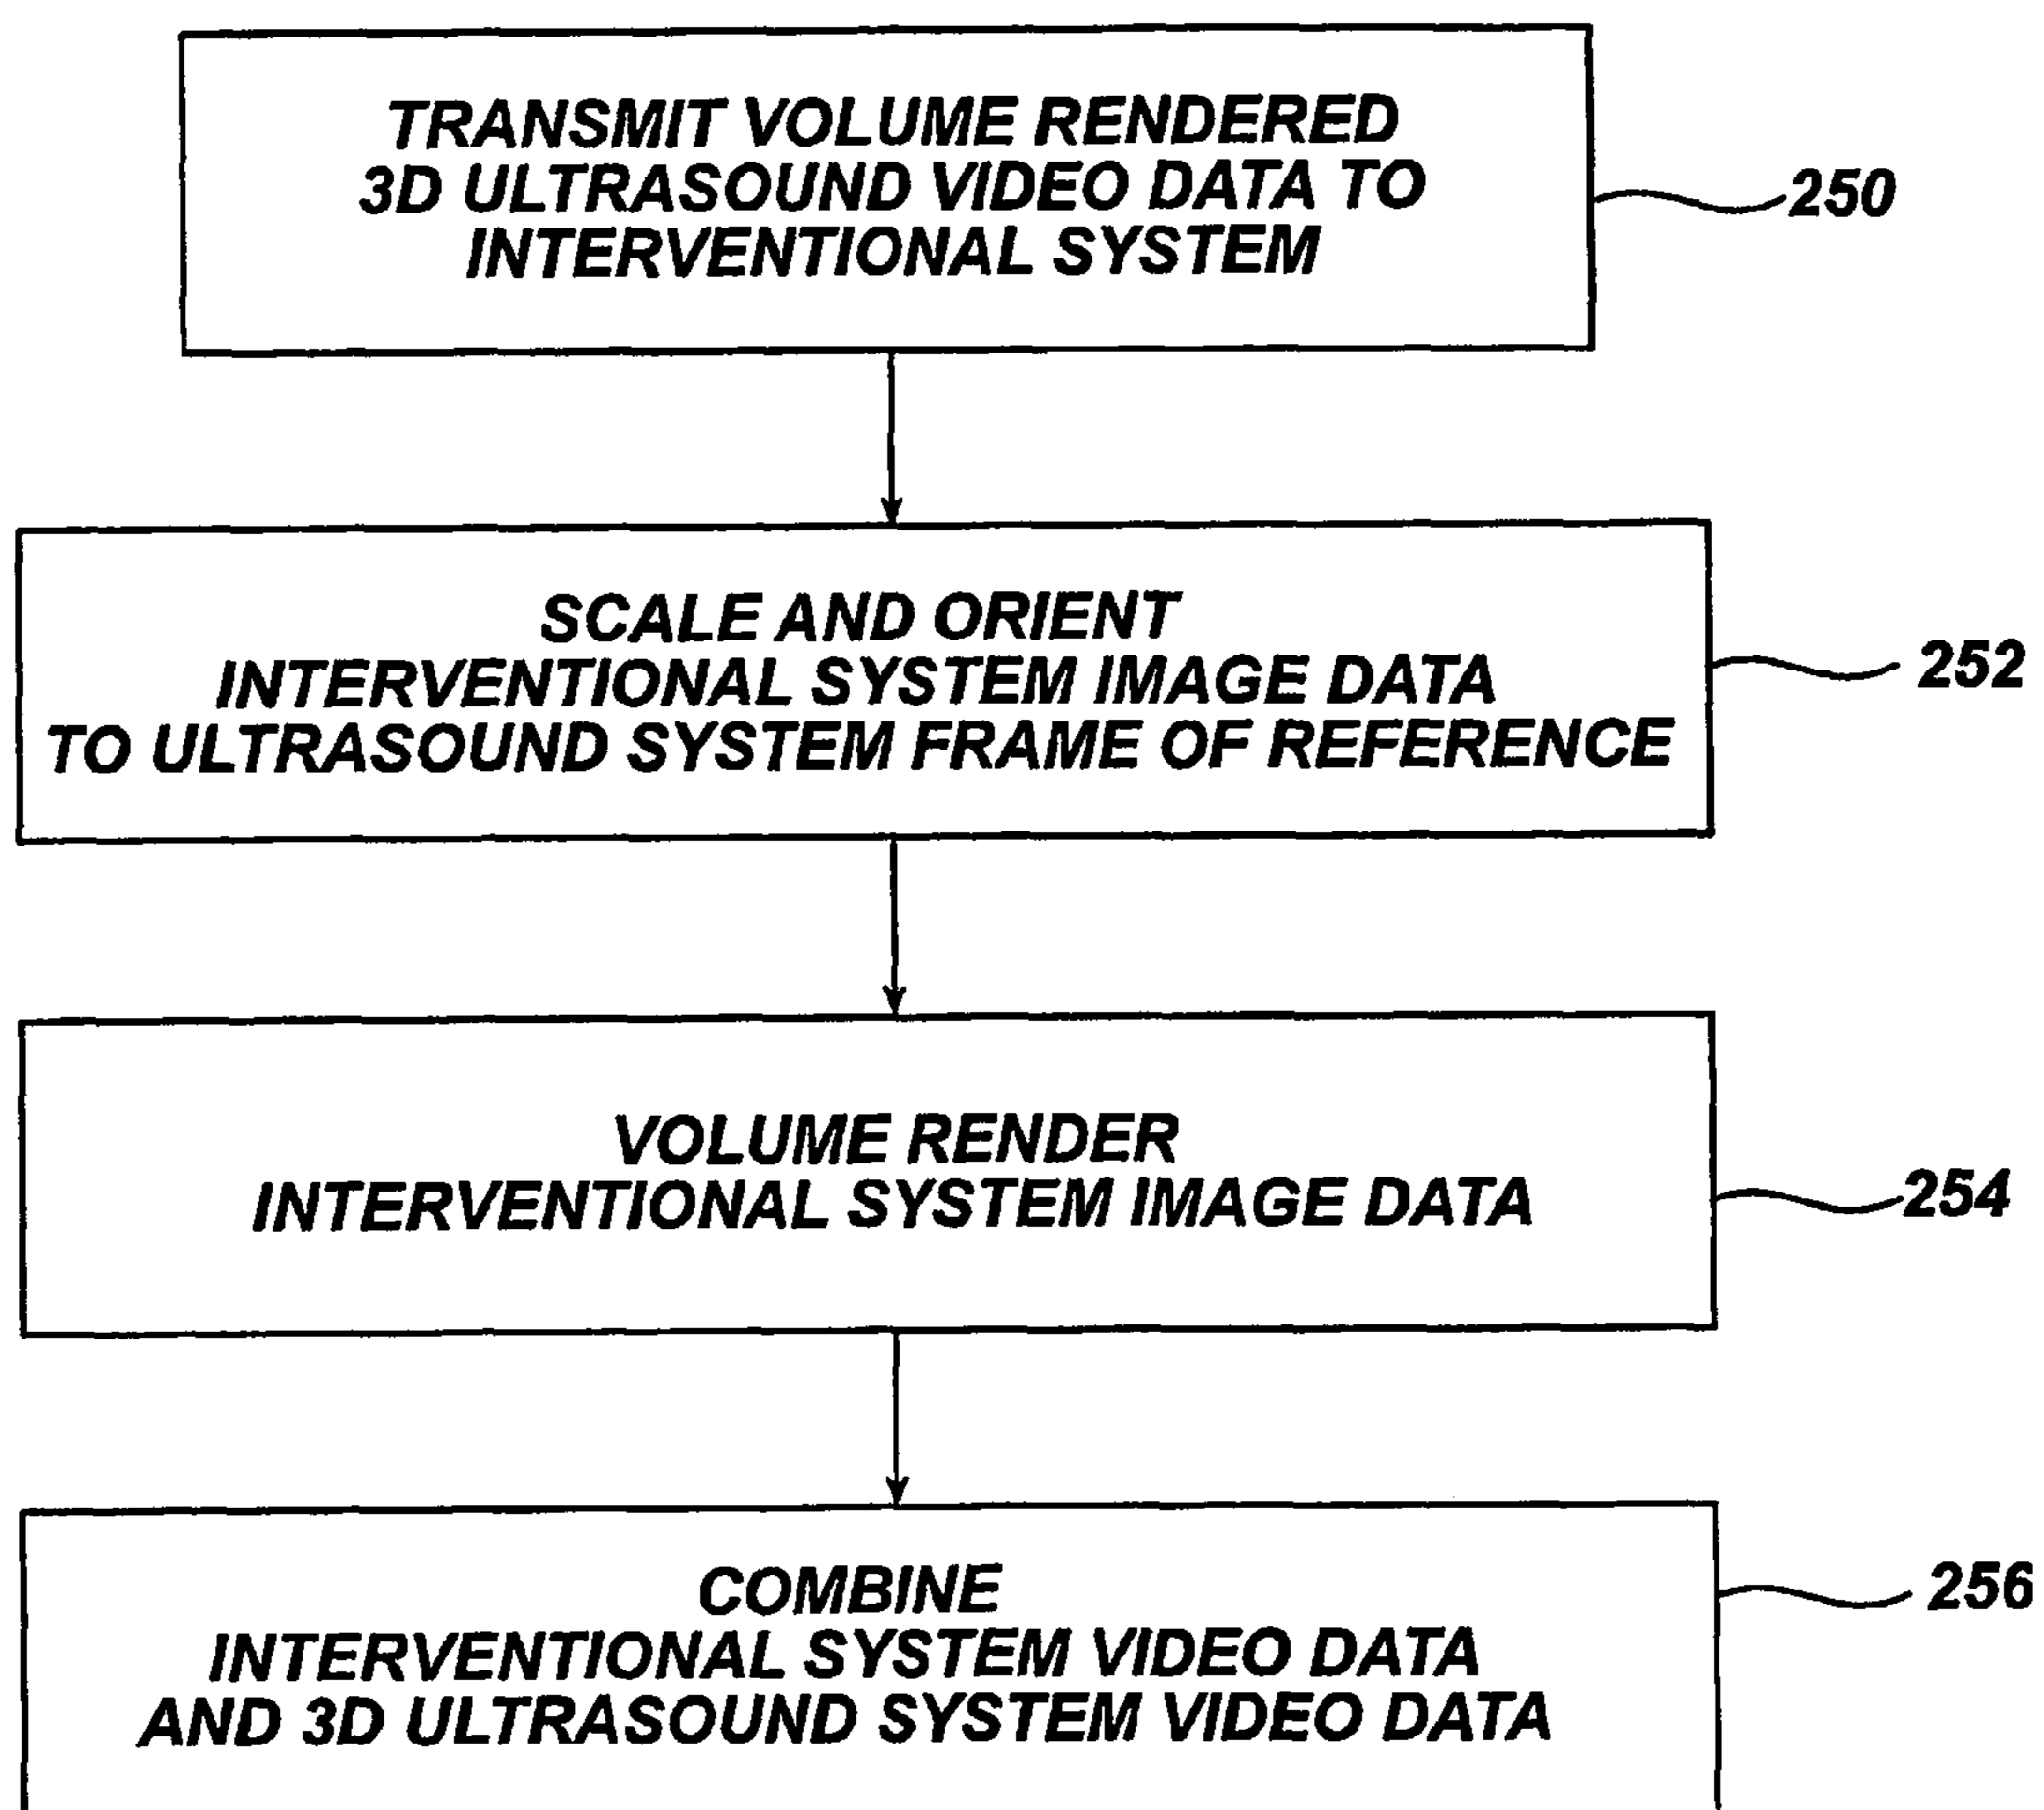 TRANSMIT VOLUME RENDERED
3D ULTRASOUND VIDEO DATA TO
INTERVENTIONAL SYSTEM
250
SCALE AND ORIENT
INTERVENTIONAL SYSTEM IMAGE DATA
TO ULTRASOUND SYSTEM FRAME OF REFERENCE
252
VOLUME RENDER
INTERVENTIONAL SYSTEM IMAGE DATA
254
COMBINE
INTERVENTIONAL SYSTEM VIDEO DATA
AND 3D ULTRASOUND SYSTEM VIDEO DATA
256